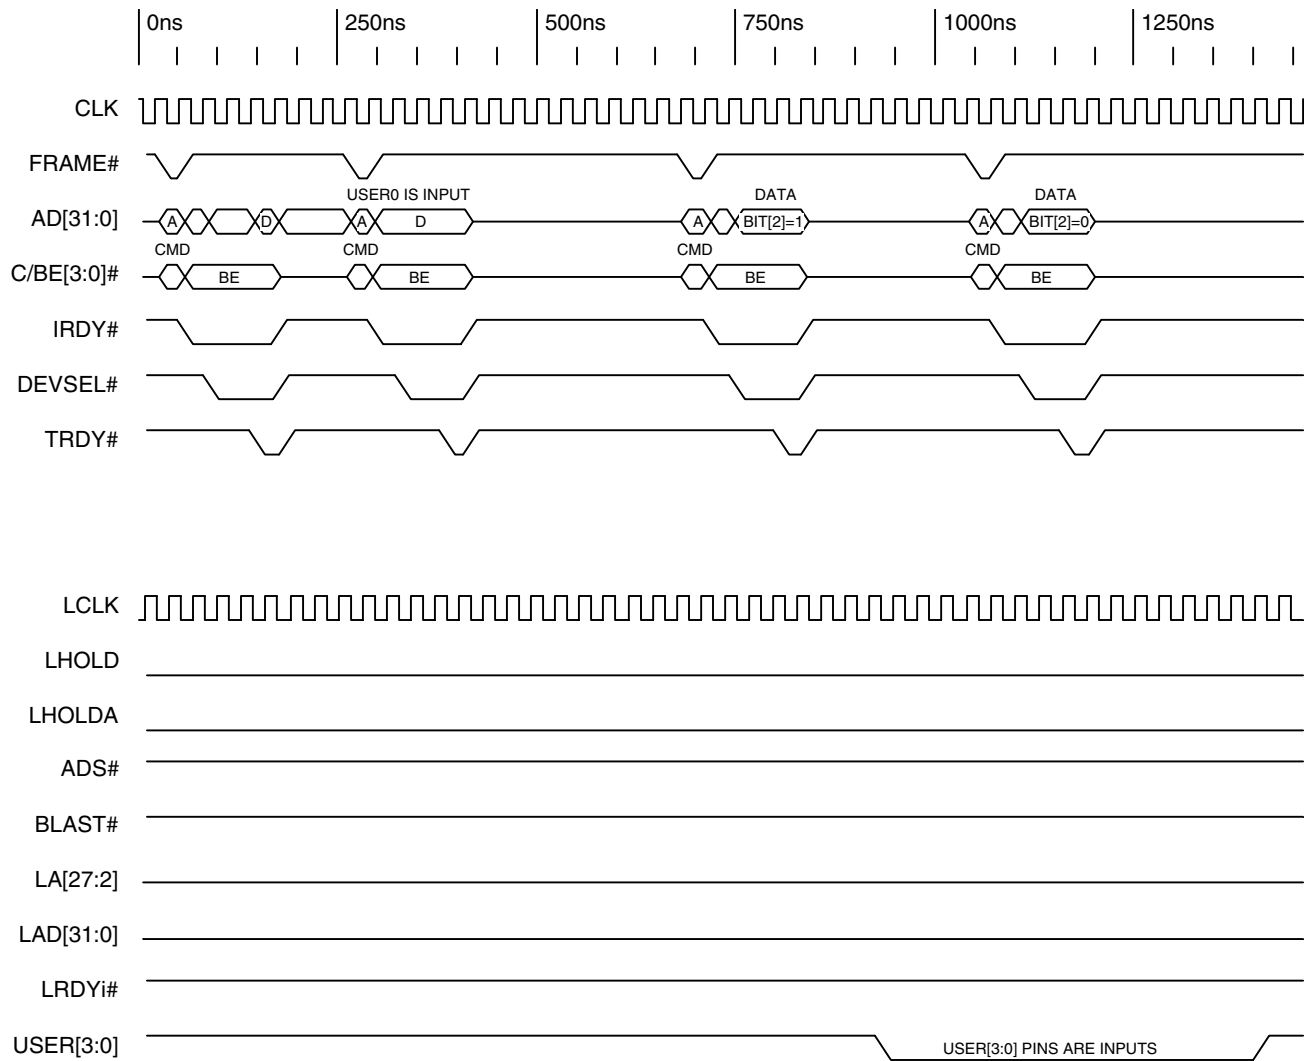 0ns 250ns 500ns 750ns 1000ns 1250ns
CLK
FRAME#
USER0 IS INPUT DATA DATA
AD[31:0] A D A D A BIT[2]=1 A BIT[2]=0
CMD CMD CMD CMD
C/BE[3:0]# BE BE BE BE
IRDY#
DEVSEL#
TRDY#
LCLK
LHOLD
LHOLDA
ADS#
BLAST#
LA[27:2]
LAD[31:0]
LRDYi#
USER[3:0] USER[3:0] PINS ARE INPUTS